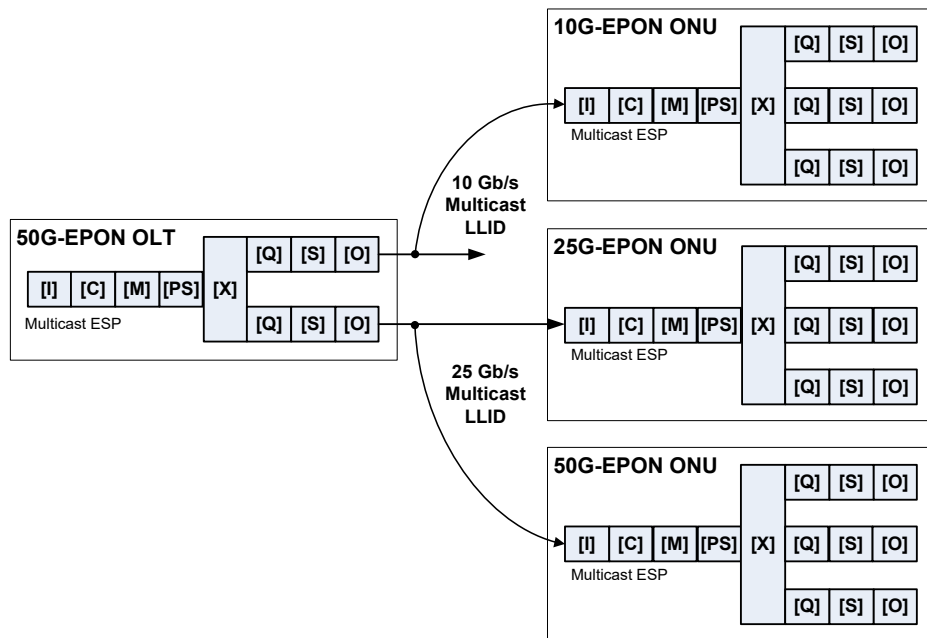 10G-EPON ONU
[Q] [S] [O]
[I] [C] [M] [PS] [X] [Q] [S] [O]
Multicast ESP
[Q] [S] [O]
10 Gb/s
Multicast
LLID
50G-EPON OLT
[Q] [S] [O]
[I] [C] [M] [PS] [X]
Multicast ESP
[Q] [S] [O]
25G-EPON ONU
[Q] [S] [O]
[I] [C] [M] [PS] [X] [Q] [S] [O]
Multicast ESP
[Q] [S] [O]
25 Gb/s
Multicast
LLID
50G-EPON ONU
[Q] [S] [O]
[I] [C] [M] [PS] [X] [Q] [S] [O]
Multicast ESP
[Q] [S] [O]